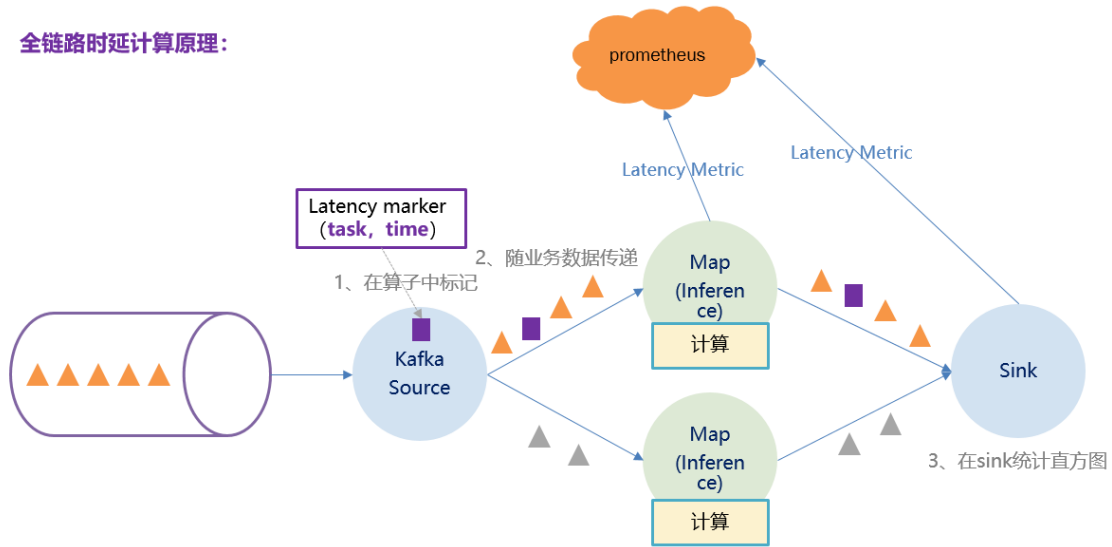 全链路时延计算原理：
prometheus
Latency Metric
Latency Metric
Latency marker
（task，time）
1、在算子中标记
2、随业务数据传递
Map
(Inferen
ce)
计算
Kafka
Source
Sink
Map
(Inferen
ce)
计算
3、在sink统计直方图